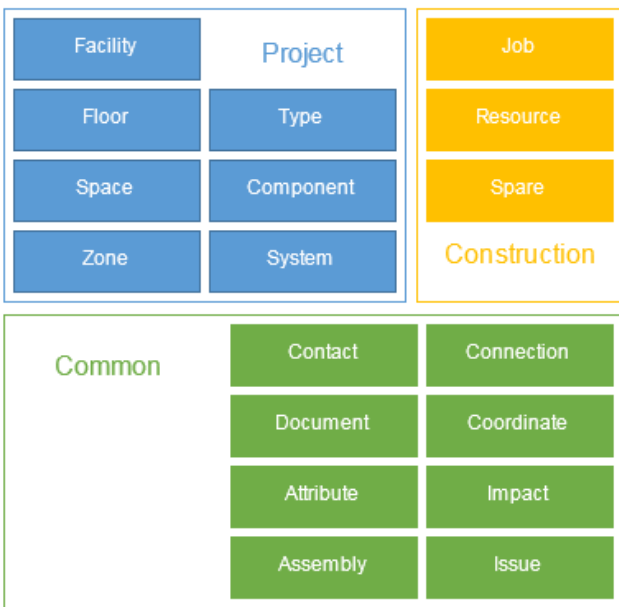 Facility
Project
Floor
Type
Space
Component
Zone
System
Job
Resource
Spare
Construction
Common
Contact
Connection
Document
Coordinate
Attribute
Impact
Assembly
Issue